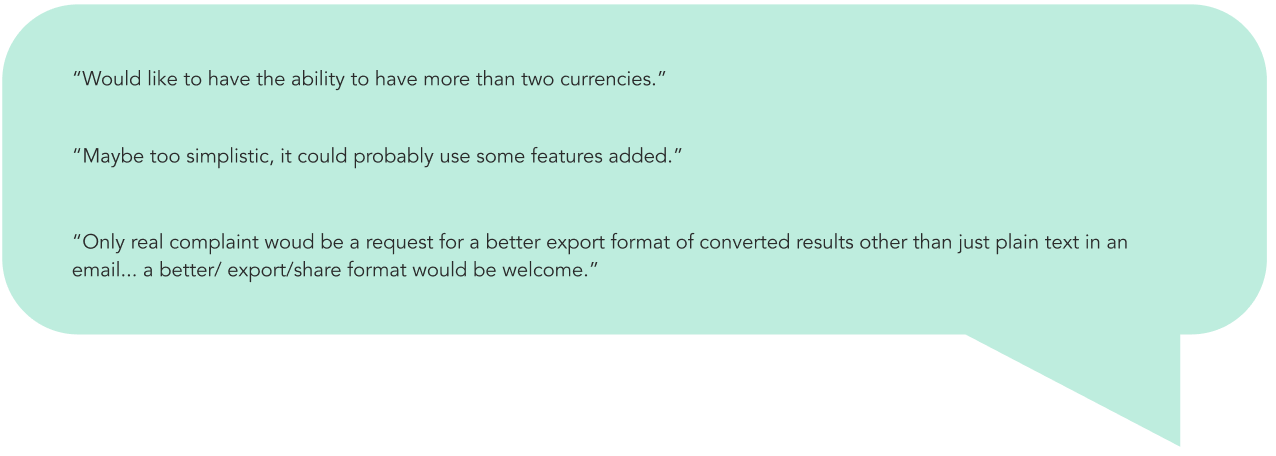 “Would like to have the ability to have more than two currencies.”
“Maybe too simplistic, it could probably use some features added.”
“Only real complaint woud be a request for a better export format of converted results other than just plain text in an
email... a better/ export/share format would be welcome.”